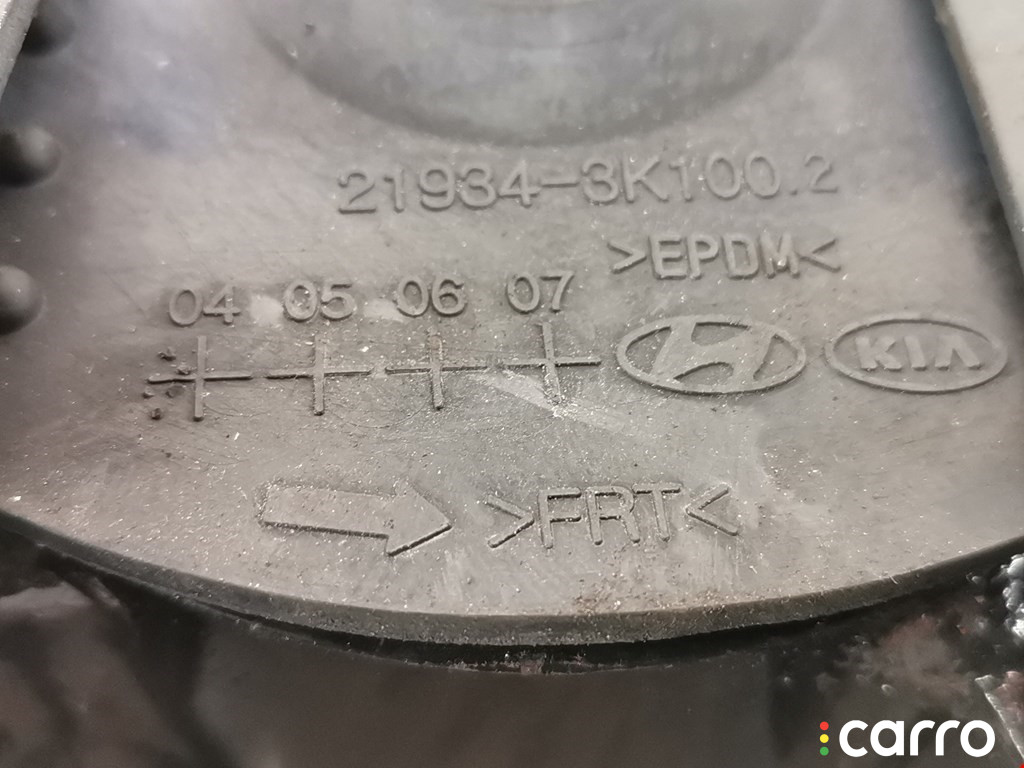 21934-3K100.2
>EPDM<
04 05 06 07
KIA
>FRT<
carro